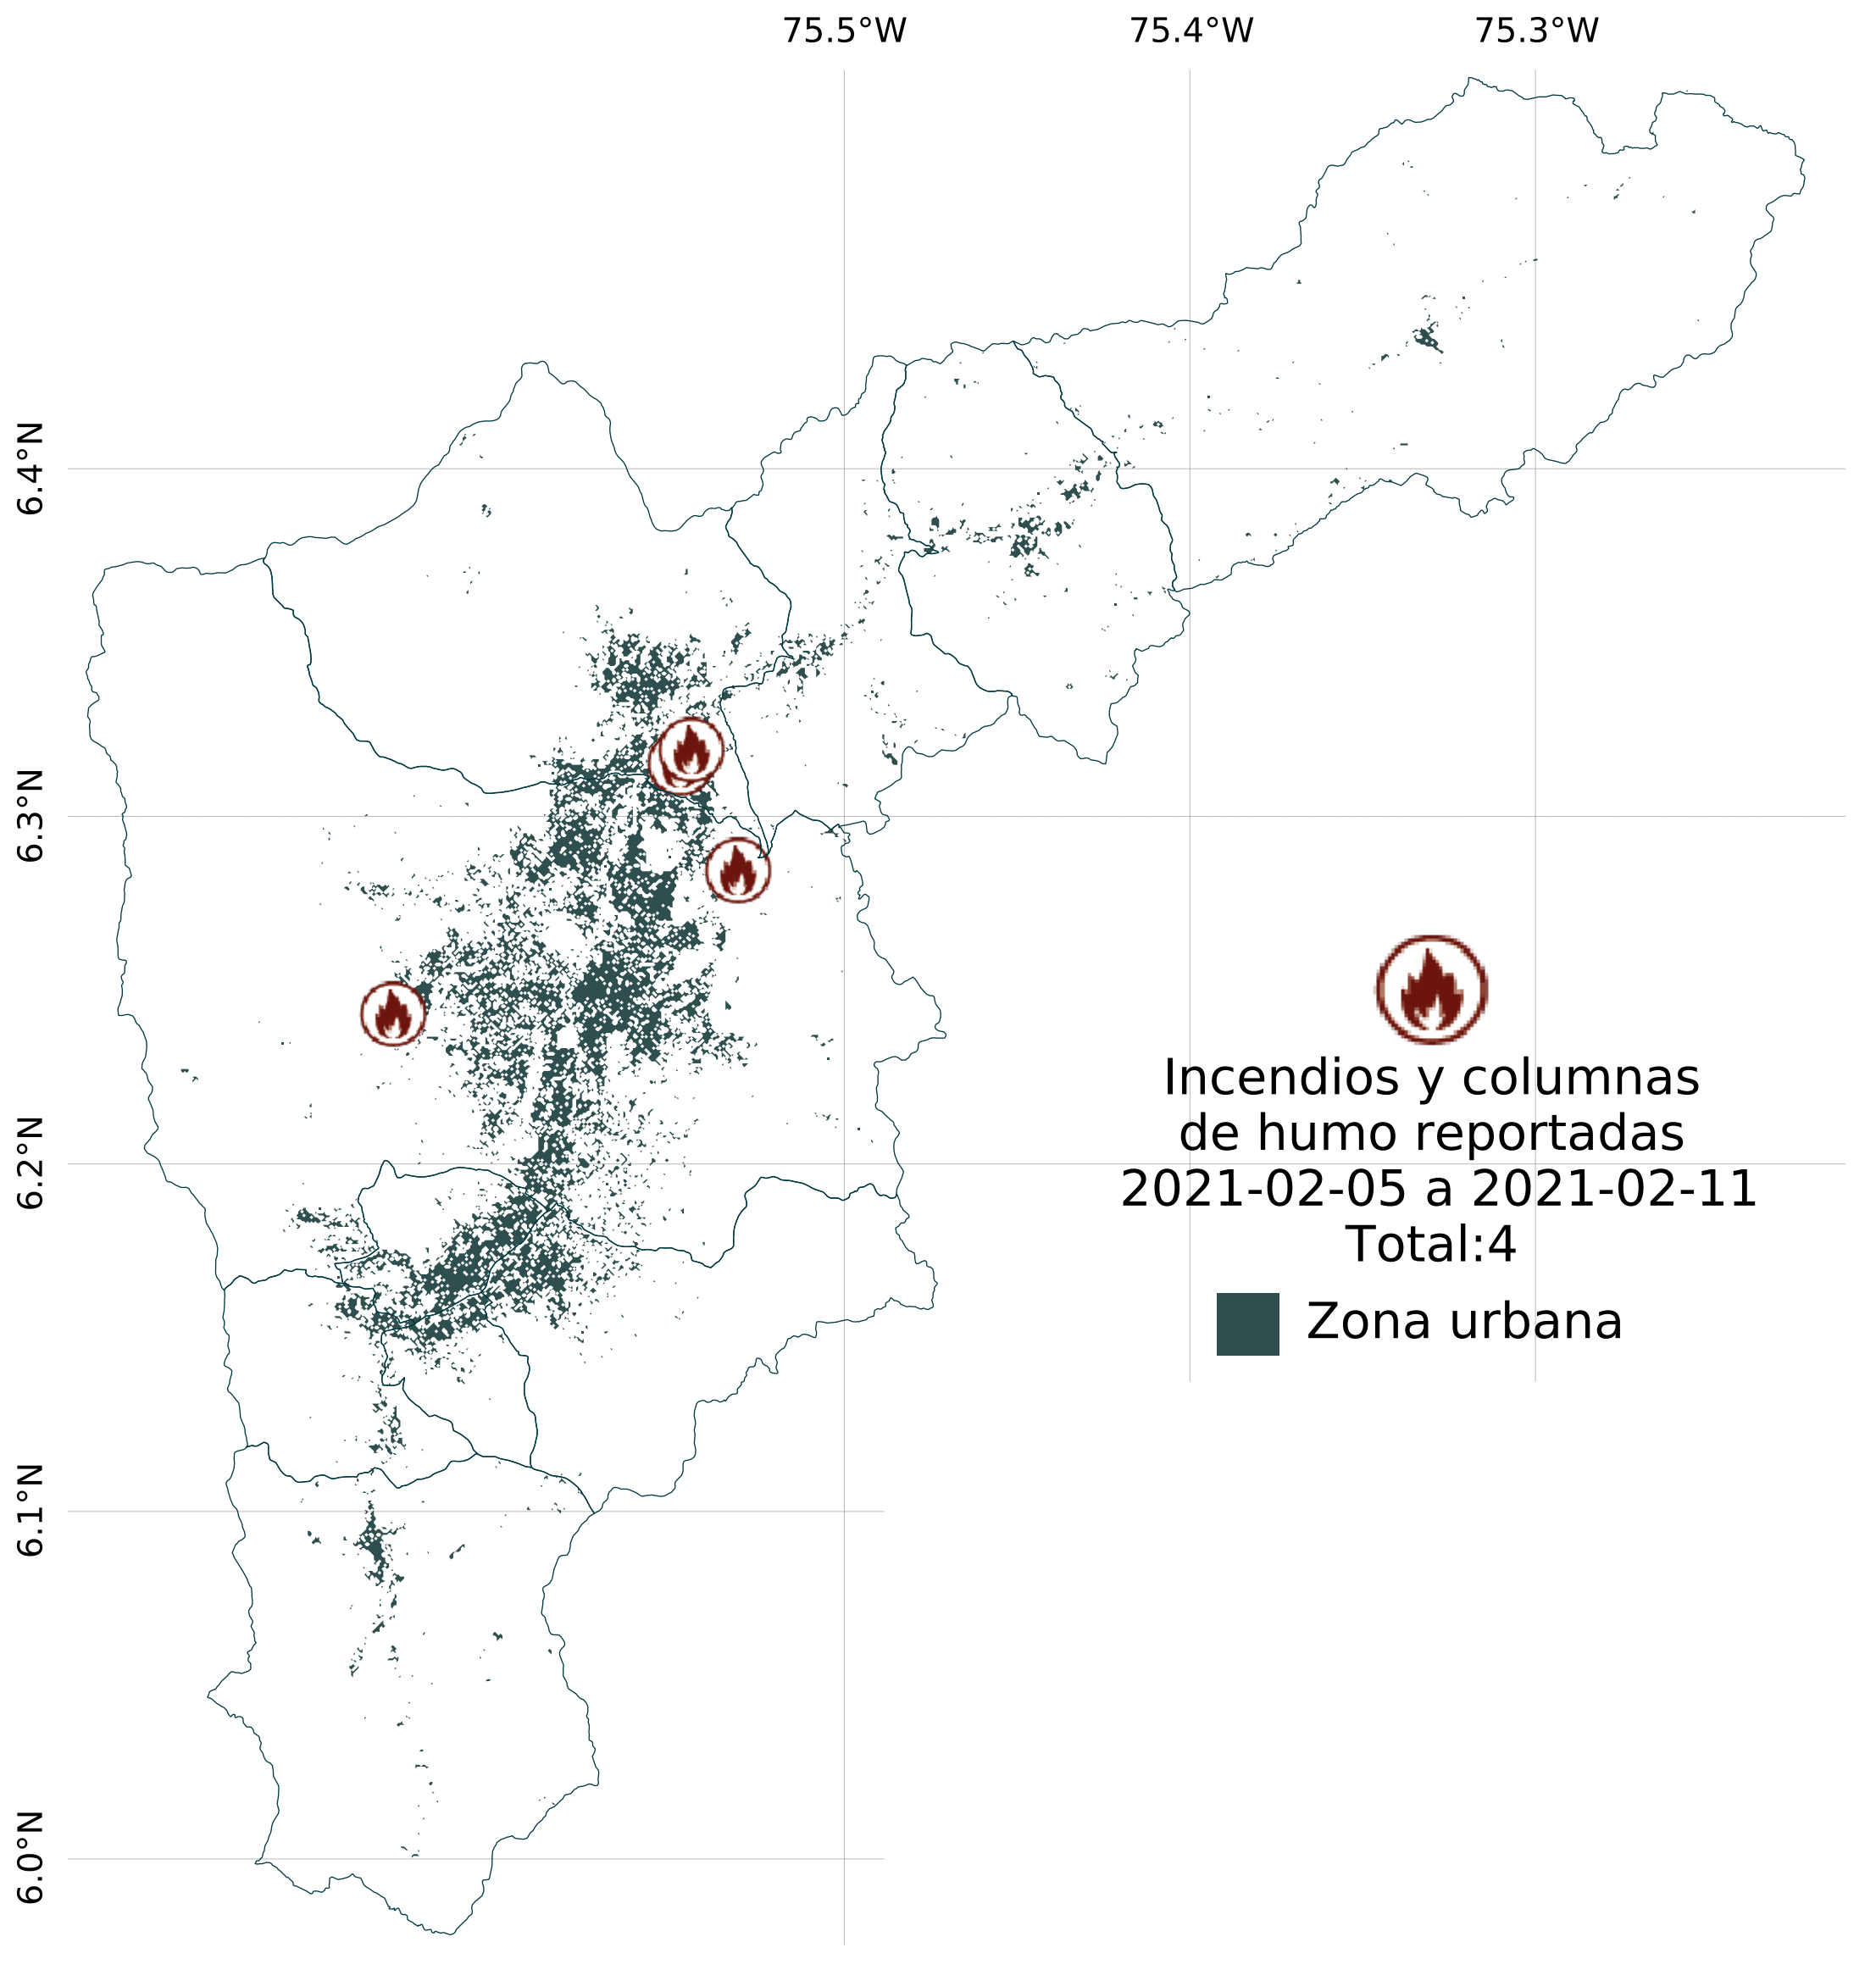 75.5°W 75.4°W 75.3°W
6.4°N
6.3°N
6.2°N
6.1°N
6.0°N
Incendios y columnas
de humo reportadas
2021-02-05 a 2021-02-11
Total:4
Zona urbana